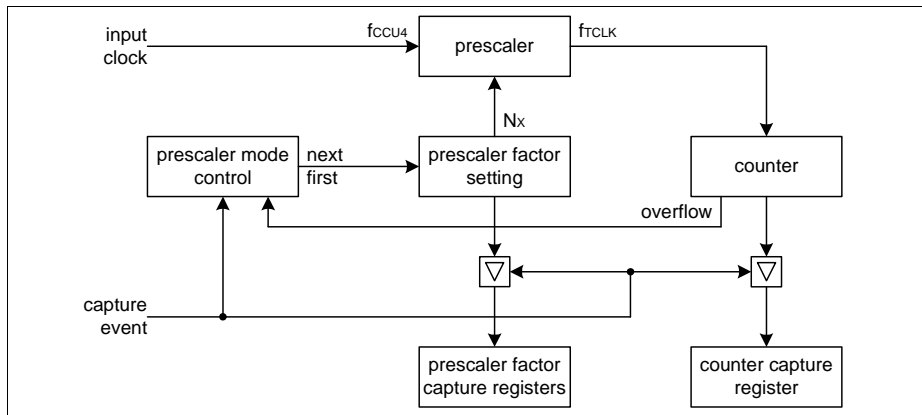 input
clock
fCCU4
prescaler
fTCLK
NX
prescaler mode
control
next
first
prescaler factor
setting
counter
overflow
capture
event
prescaler factor
capture registers
counter capture
register